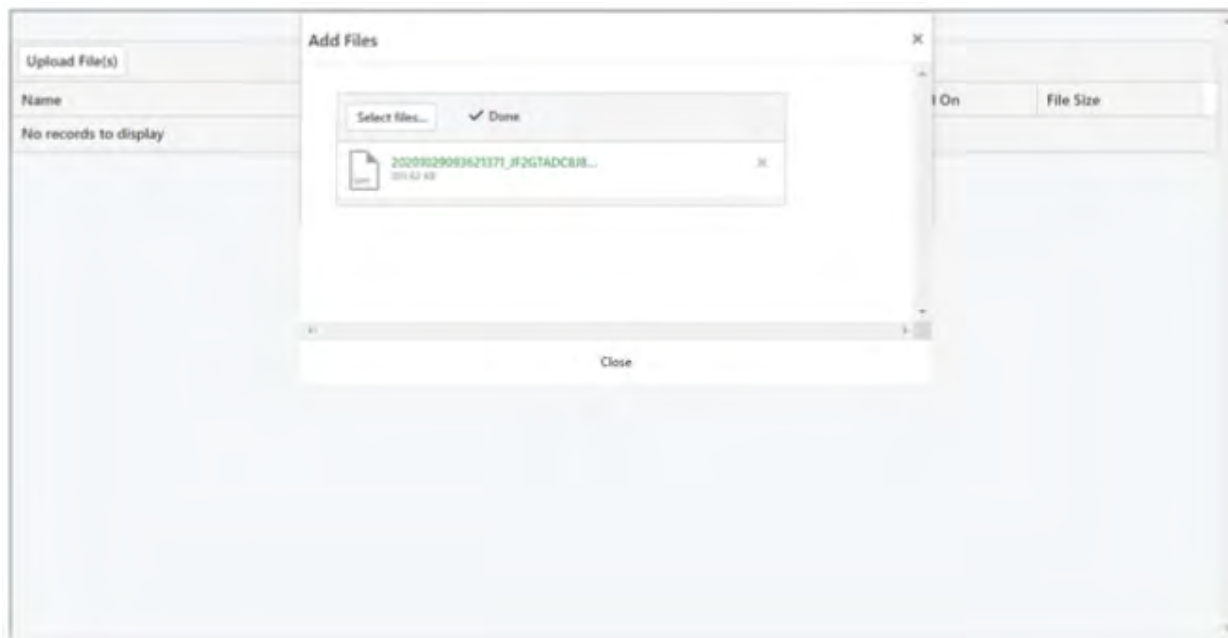 Add Files
Upload File(s)
Name
l On
File Size
Select files...
Done
No records to display
Close